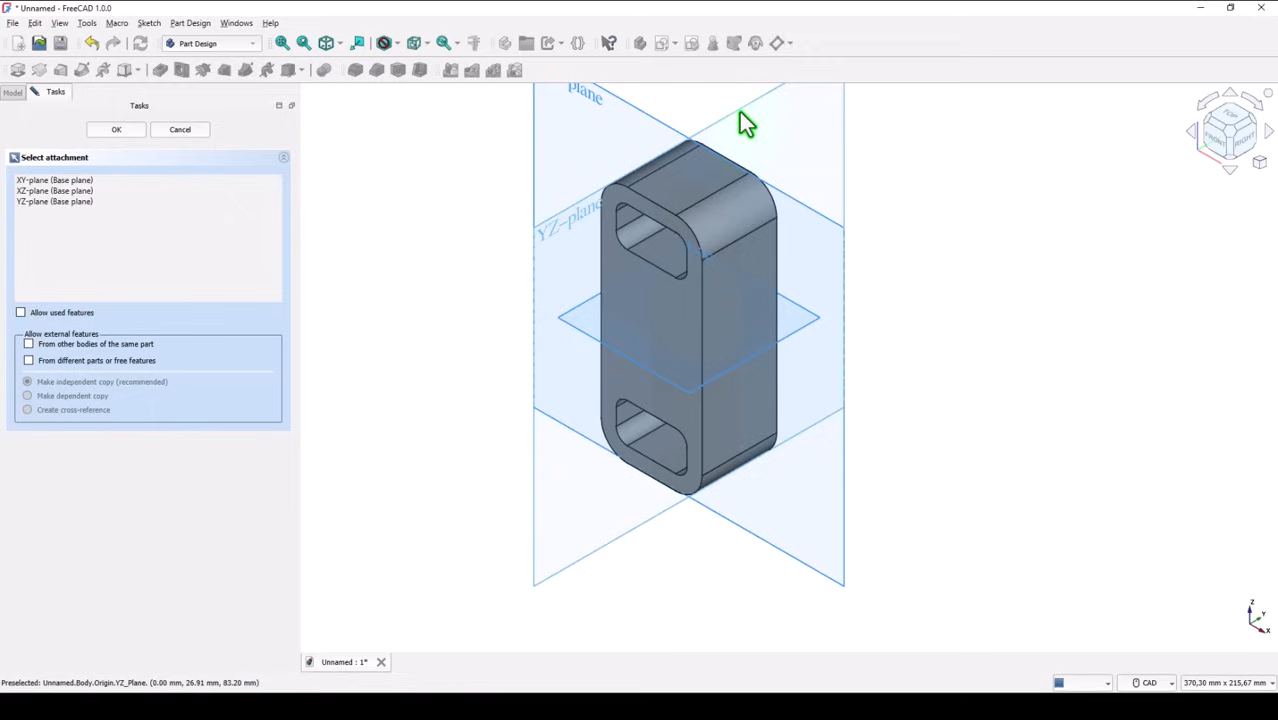 * Unnamed - FreeCAD 1.0.0
File Edit View Tools Macro Sketch Part Design Windows Help
Part Design
Model Tasks
Tasks
OK Cancel
Select attachment
XY-plane (Base plane)
XZ-plane (Base plane)
YZ-plane (Base plane)
Allow used features
Allow external features
From other bodies of the same part
From different parts or free features
Make independent copy (recommended)
Make dependent copy
Create cross-reference
plane
YZ-plane
TOP
FRONT RIGHT
Z
Y
X
Unnamed : 1*
Preselected: Unnamed.Body.Origin.YZ_Plane. (0.00 mm, 26.91 mm, 83.20 mm)
CAD
370,30 mm x 215,67 mm